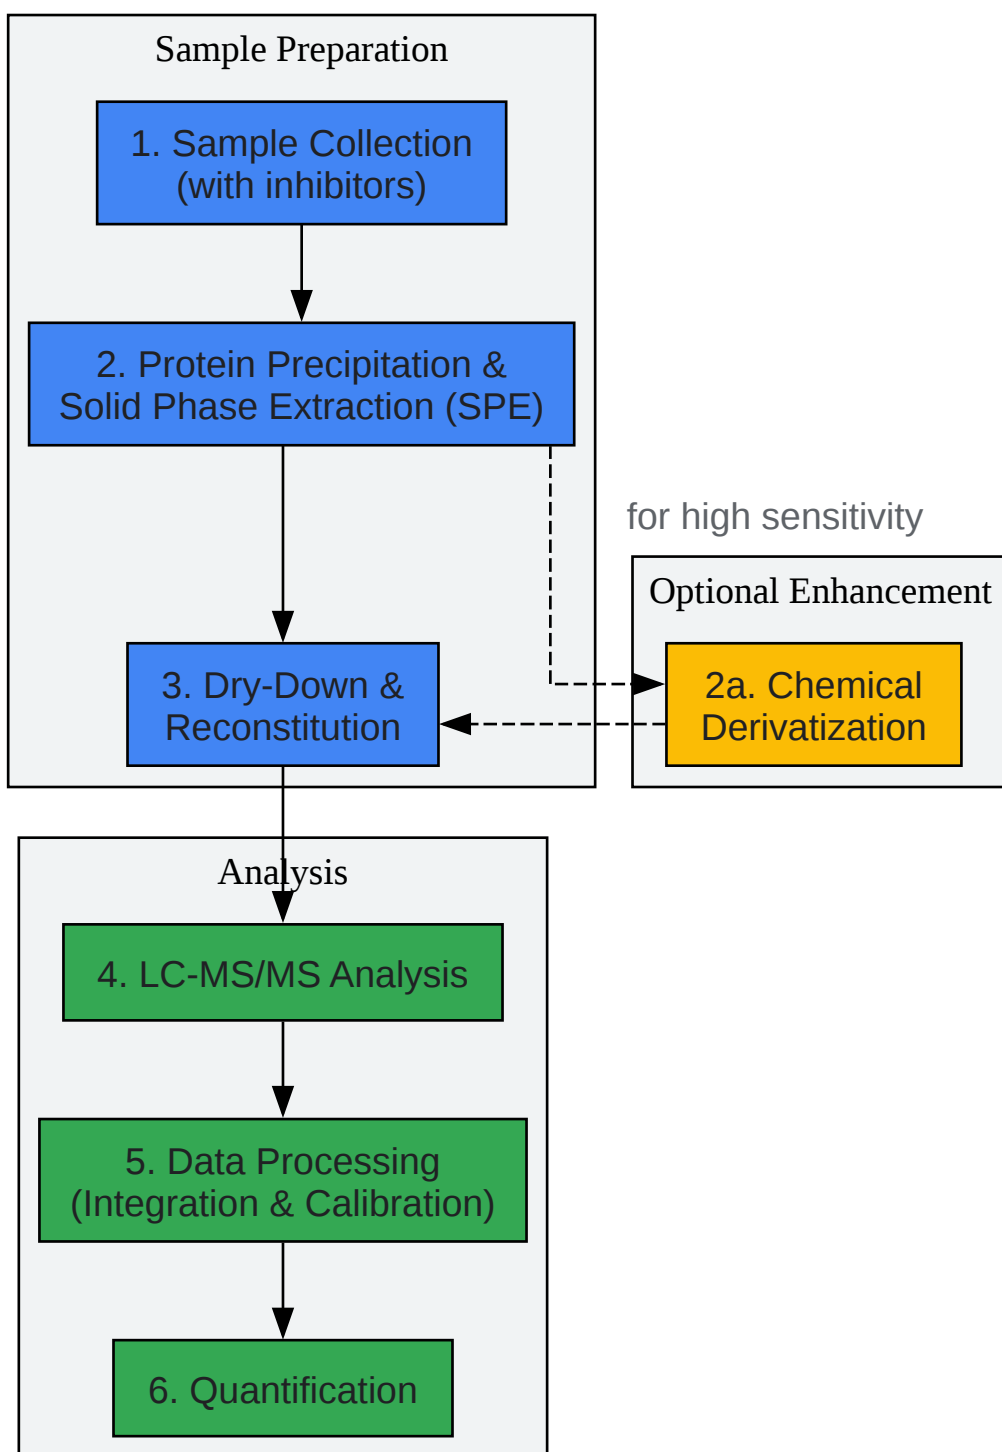 Sample Preparation
1. Sample Collection
(with inhibitors)
2. Protein Precipitation &
Solid Phase Extraction (SPE)
for high sensitivity
Optional Enhancement
2a. Chemical
Derivatization
3. Dry-Down &
Reconstitution
Analysis
4. LC-MS/MS Analysis
5. Data Processing
(Integration & Calibration)
6. Quantification